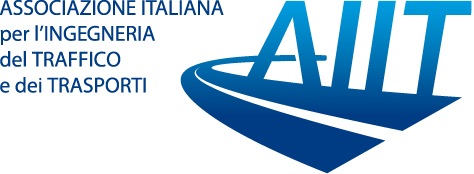 ASSOCIAZIONE ITALIANA
per l'INGEGNERIA
del TRAFFICO
e dei TRASPORTI
AIIT